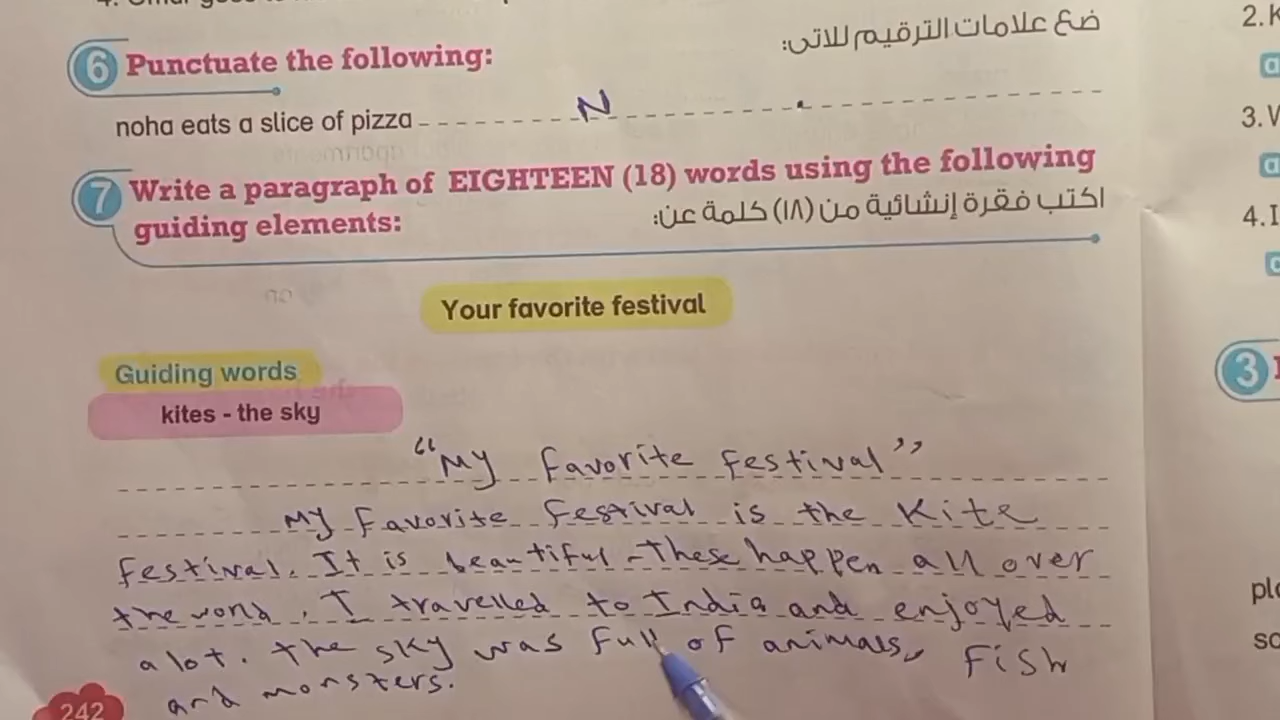 6 Punctuate the following:
ضع علامات الترقيم للاتى:
noha eats a slice of pizza N .
7 Write a paragraph of EIGHTEEN (18) words using the following
guiding elements:
اكتب فقرة إنشائية من (١٨) كلمة عن:
Your favorite festival
Guiding words
kites - the sky
“My favorite festival”
My favorite festival is the Kite
festival. It is beautiful. These happen all over
the world. I travelled to India and enjoyed
a lot. the sky was full of animals, fish
and monsters.
242
2. K
a
3. V
a
4. I
c
3
plo
so